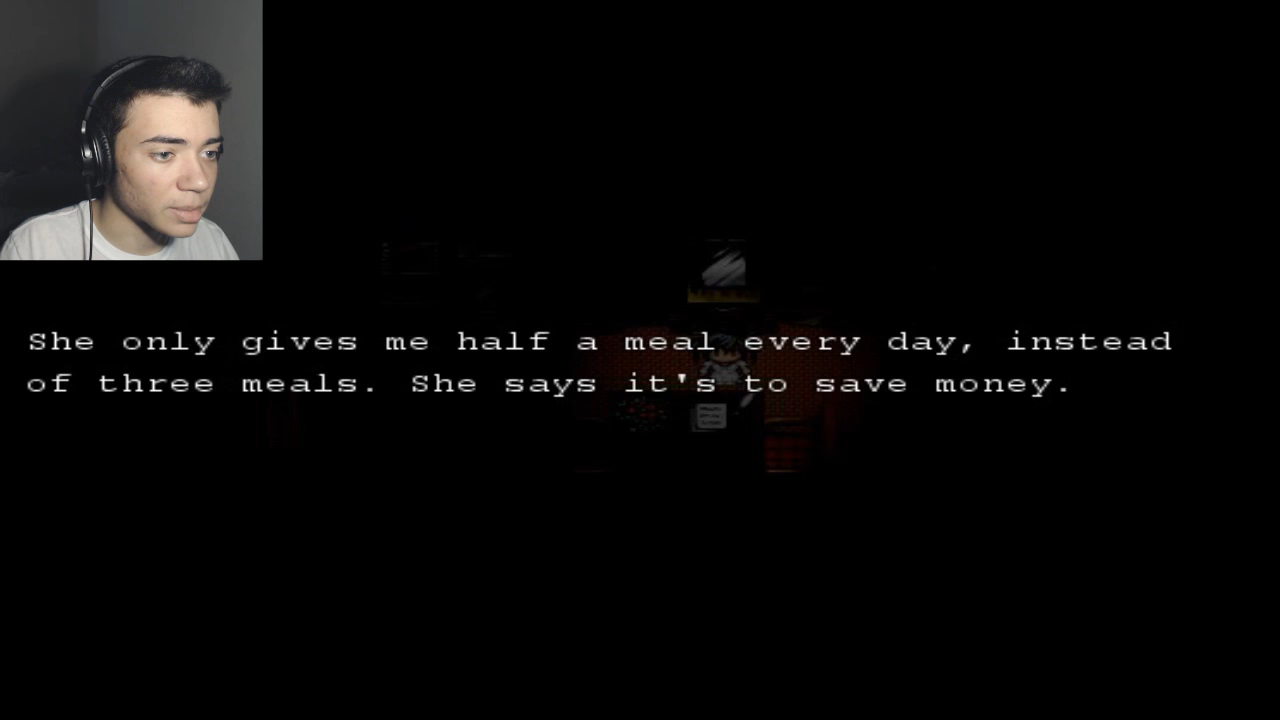 She only gives me half a meal every day, instead
of three meals. She says it's to save money.